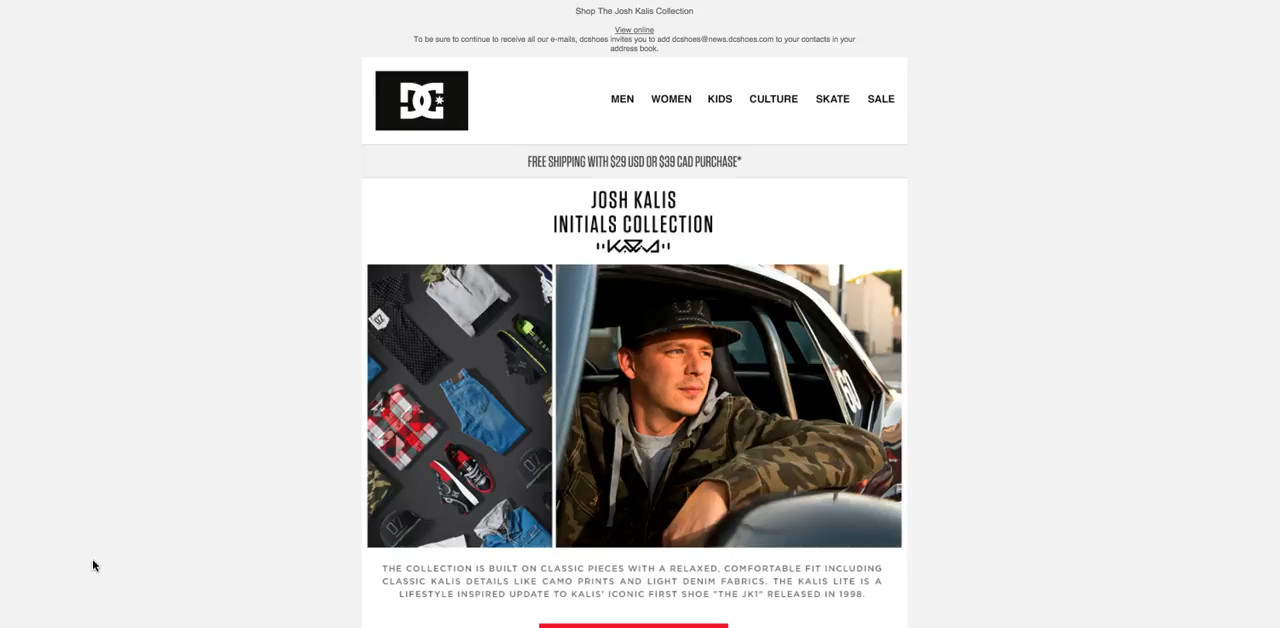 Shop The Josh Kalis Collection
View online
To be sure to continue to receive all our e-mails, dcshoes invites you to add dcshoes@news.dcshoes.com to your contacts in your
address book.
DC
MEN WOMEN KIDS CULTURE SKATE SALE
FREE SHIPPING WITH $29 USD OR $39 CAD PURCHASE*
JOSH KALIS
INITIALS COLLECTION
THE COLLECTION IS BUILT ON CLASSIC PIECES WITH A RELAXED, COMFORTABLE FIT INCLUDING
CLASSIC KALIS DETAILS LIKE CAMO PRINTS AND LIGHT DENIM FABRICS. THE KALIS LITE IS A
LIFESTYLE INSPIRED UPDATE TO KALIS' ICONIC FIRST SHOE "THE JK1" RELEASED IN 1998.